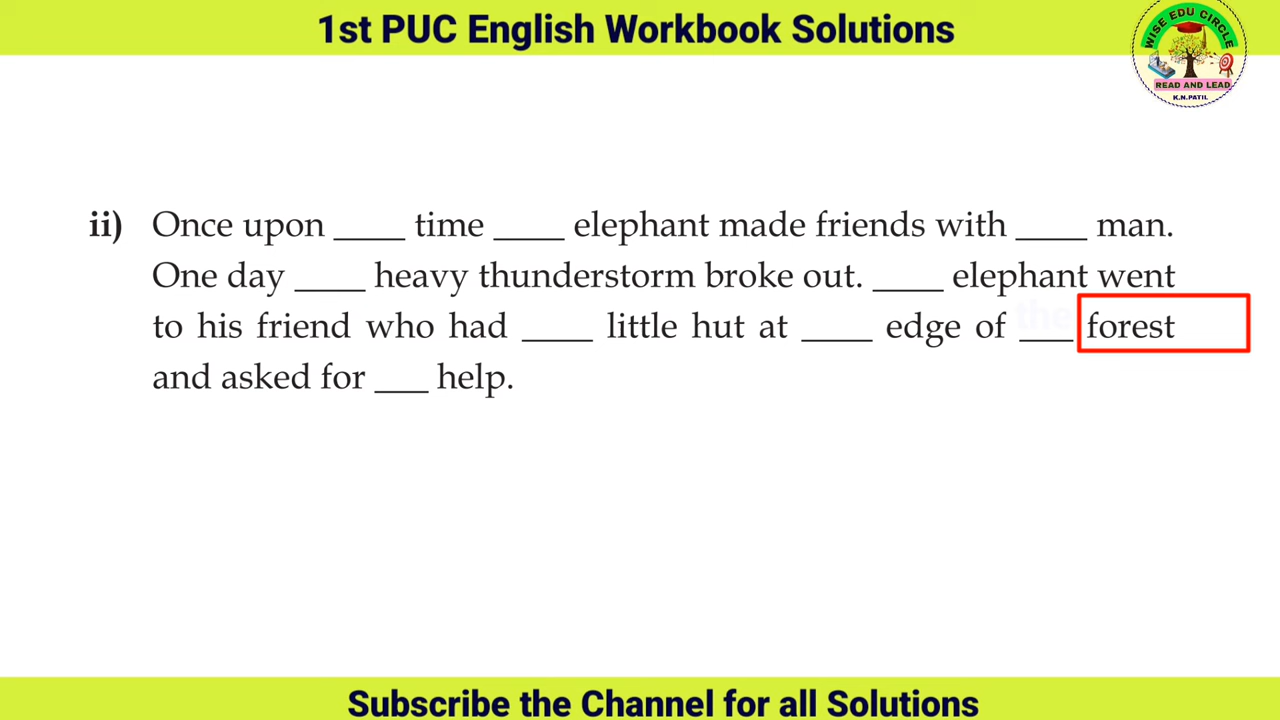 1st PUC English Workbook Solutions
WISE EDU CIRCLE
READ AND LEAD
K.N.PATIL
ii) Once upon ____ time ____ elephant made friends with ____ man.
One day ____ heavy thunderstorm broke out. ____ elephant went
to his friend who had ____ little hut at ____ edge of the ___ forest
and asked for ___ help.
Subscribe the Channel for all Solutions